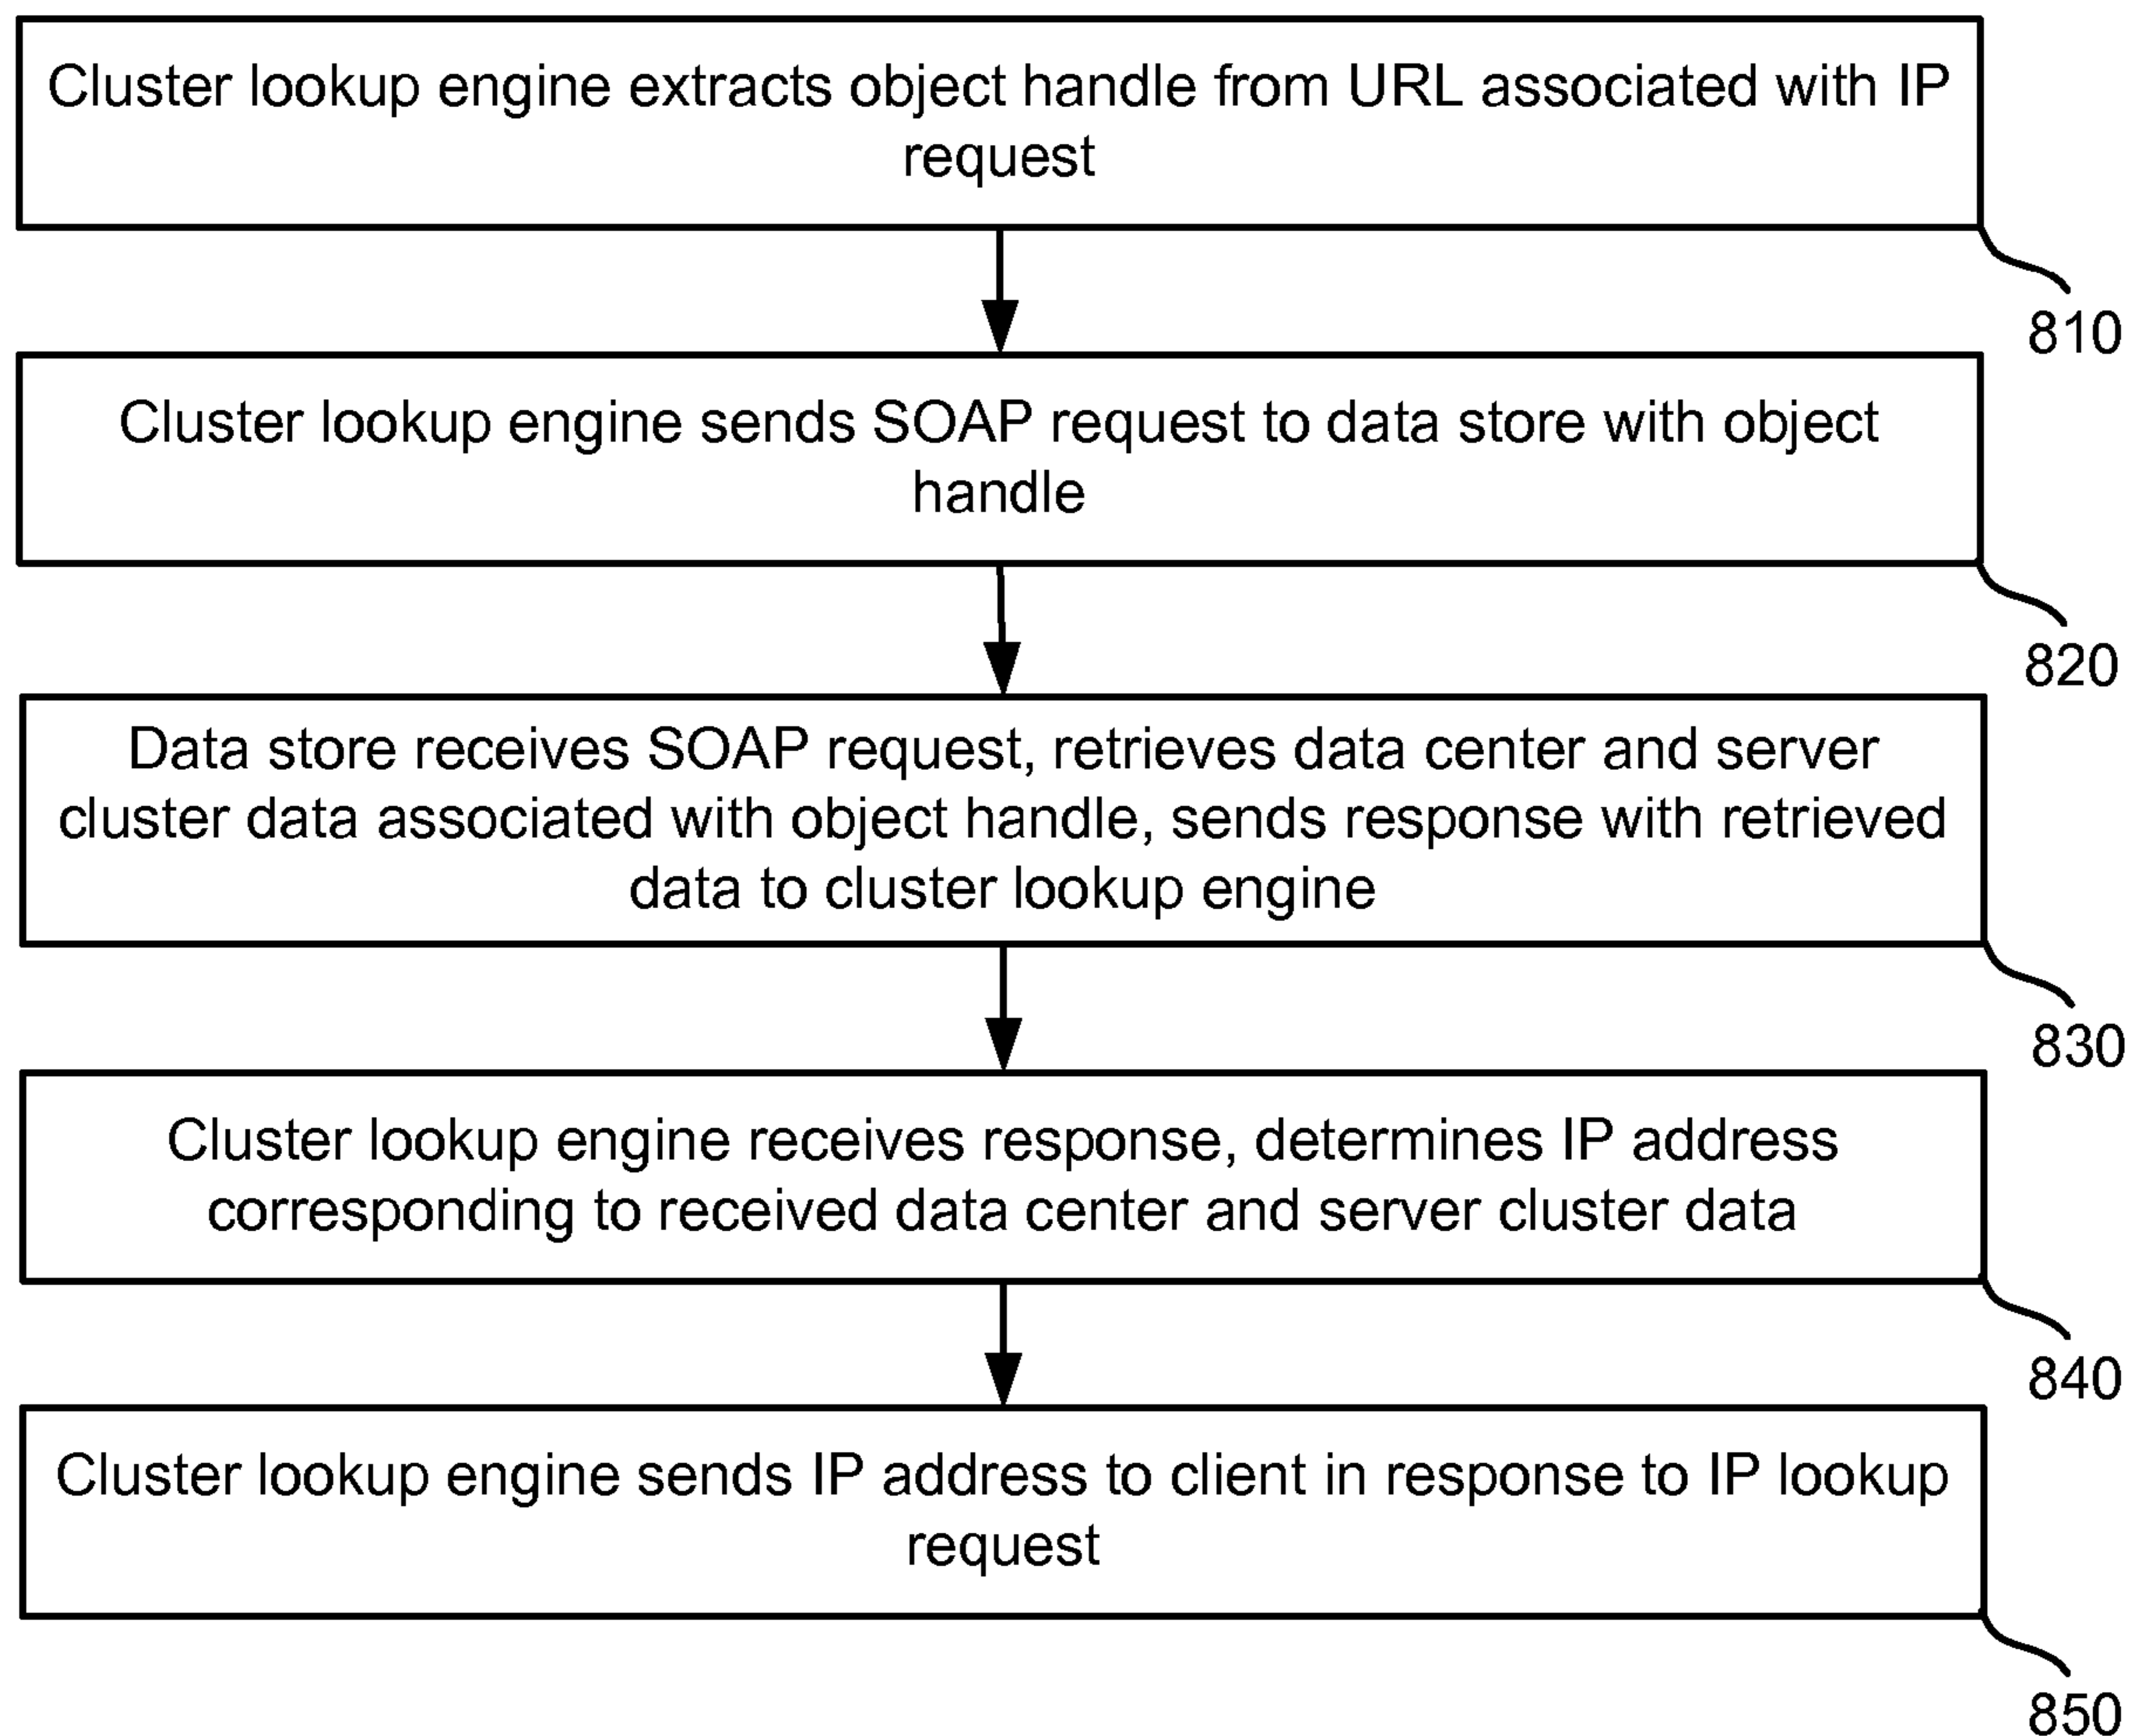 Cluster lookup engine extracts object handle from URL associated with IP
request
810
Cluster lookup engine sends SOAP request to data store with object
handle
820
Data store receives SOAP request, retrieves data center and server
cluster data associated with object handle, sends response with retrieved
data to cluster lookup engine
830
Cluster lookup engine receives response, determines IP address
corresponding to received data center and server cluster data
840
Cluster lookup engine sends IP address to client in response to IP lookup
request
850